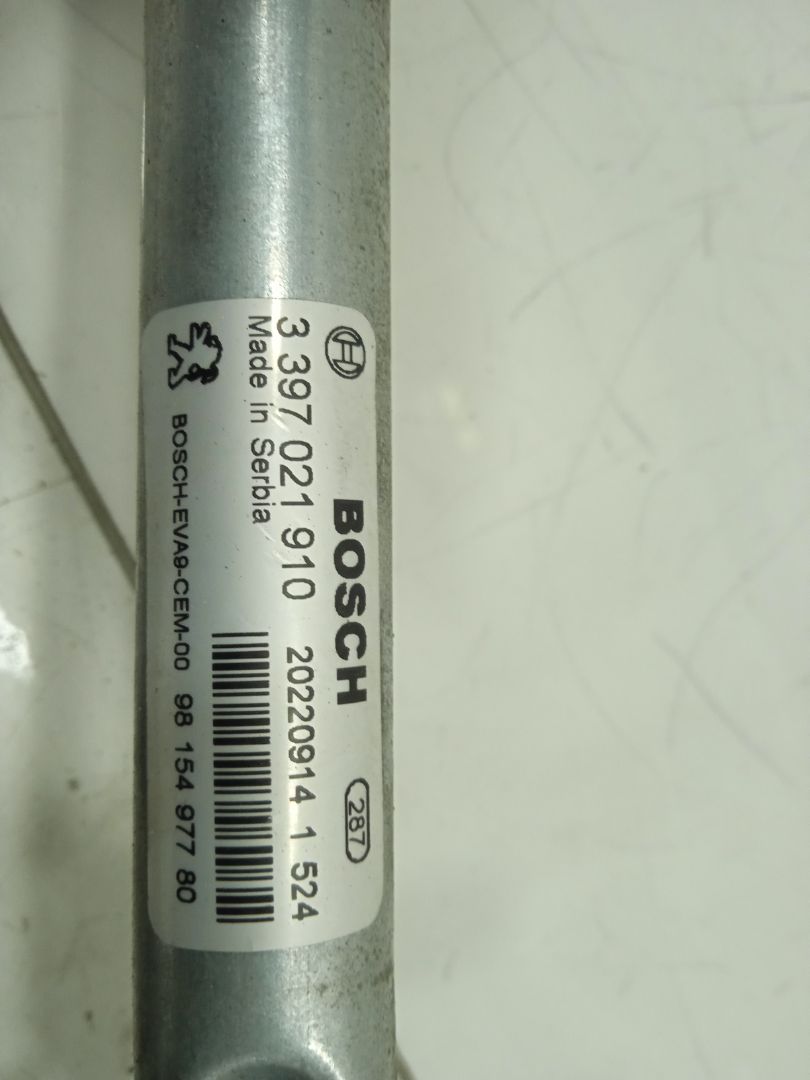 BOSCH 287
3 397 021 910 20220914 1 524
Made in Serbia
BOSCH-EVA9-CEM-00 98 154 977 80